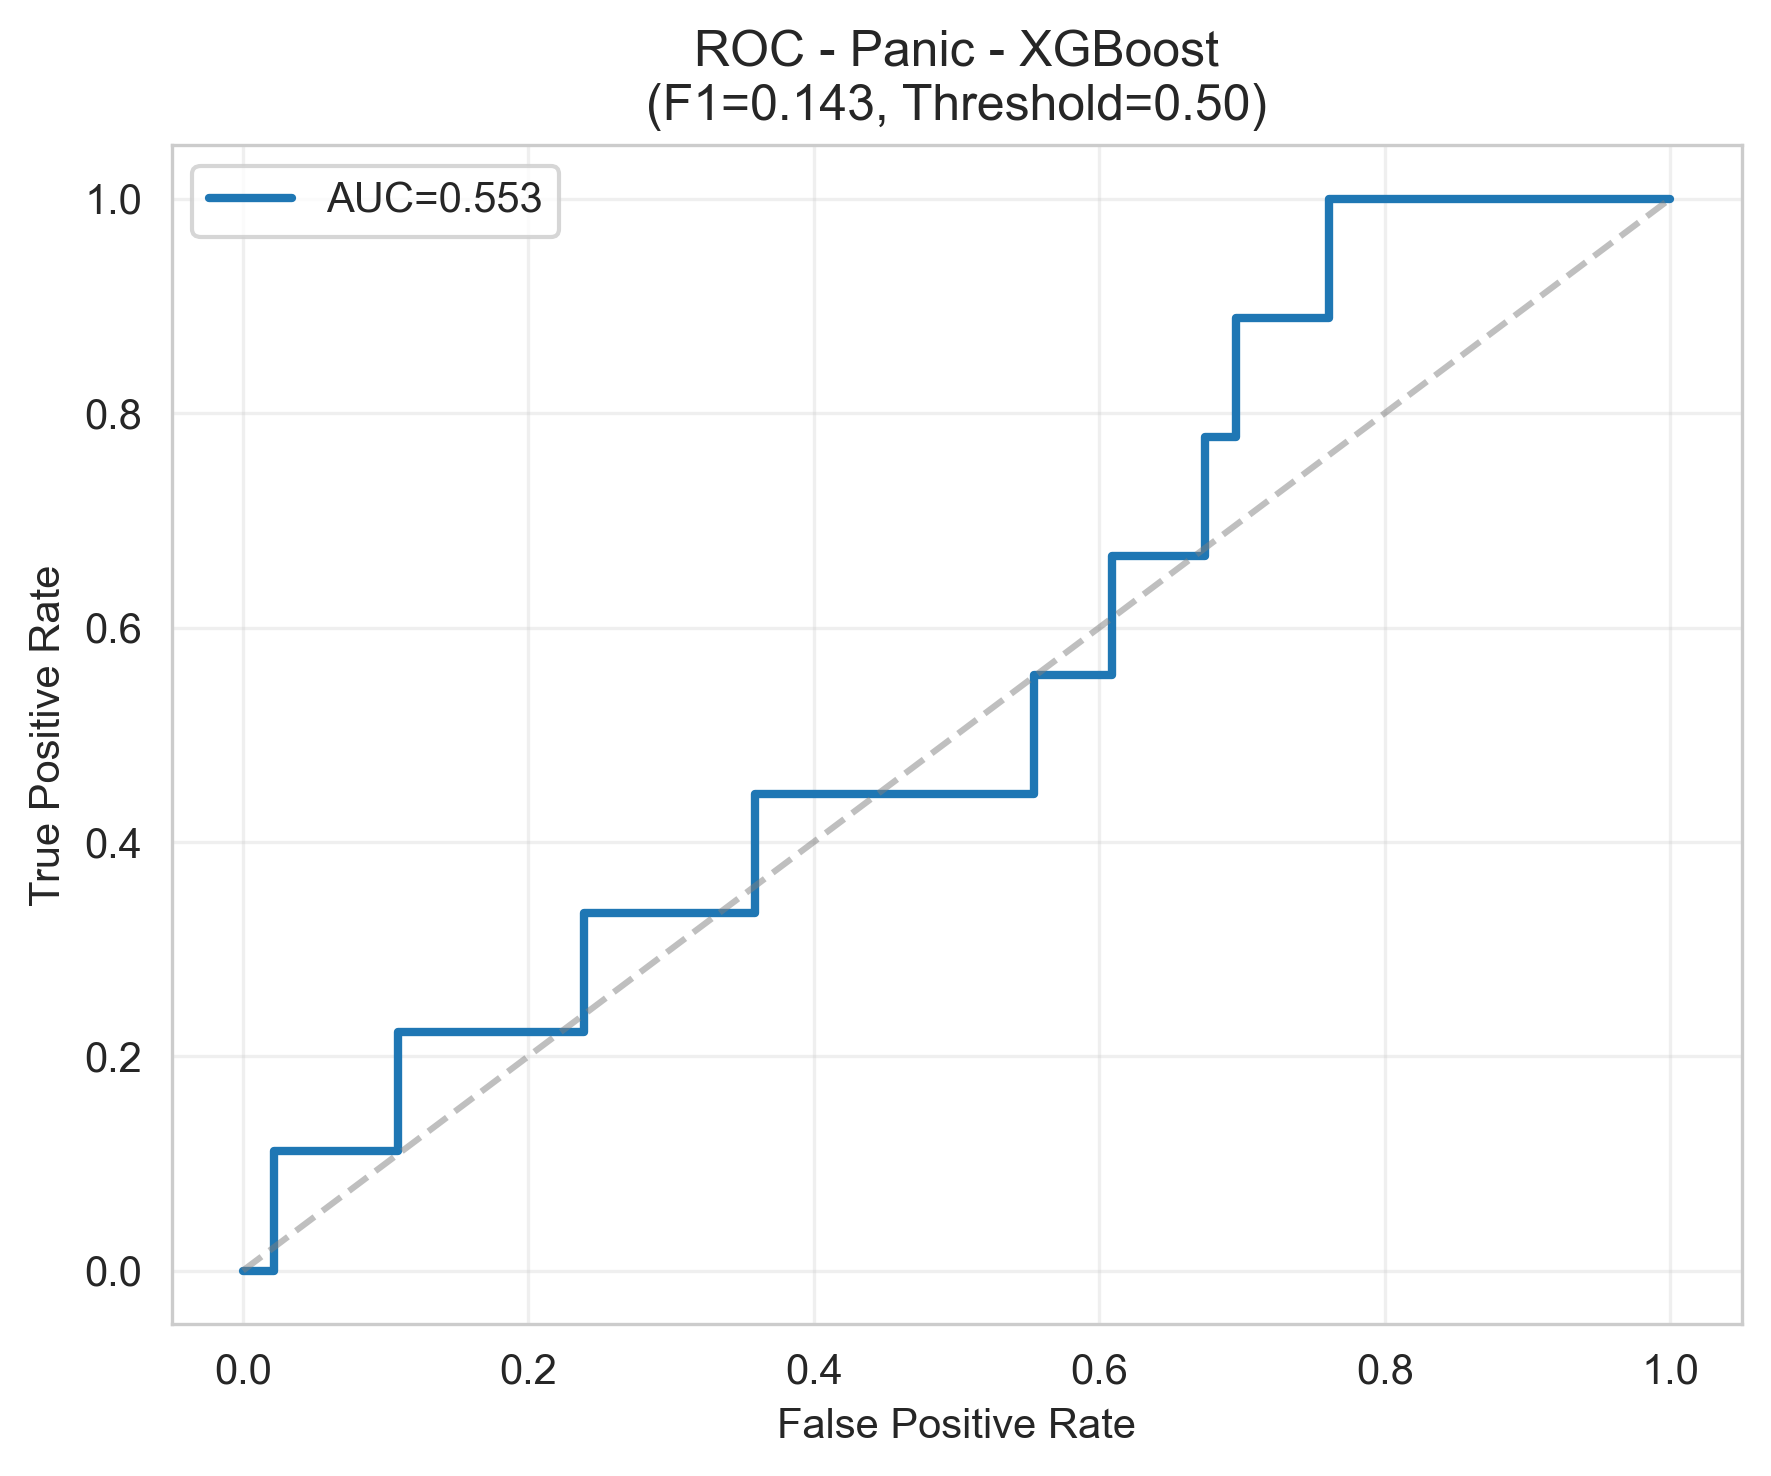 ROC - Panic - XGBoost
(F1=0.143, Threshold=0.50)
AUC=0.553
1.0
0.8
0.6
0.4
0.2
0.0
True Positive Rate
0.0 0.2 0.4 0.6 0.8 1.0
False Positive Rate